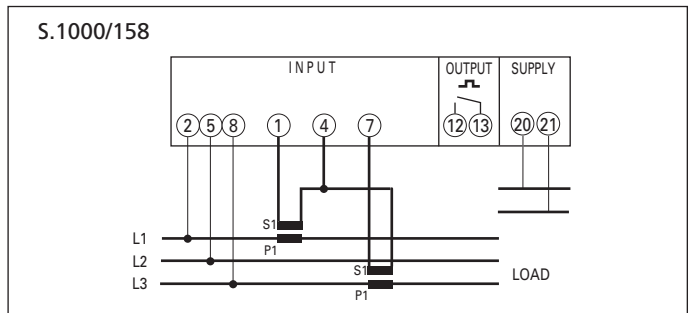 S.1000/158
INPUT OUTPUT SUPPLY
2 5 8 1 4 7 12 13 20 21
S1
L1
P1
L2
S1
LOAD
L3
P1